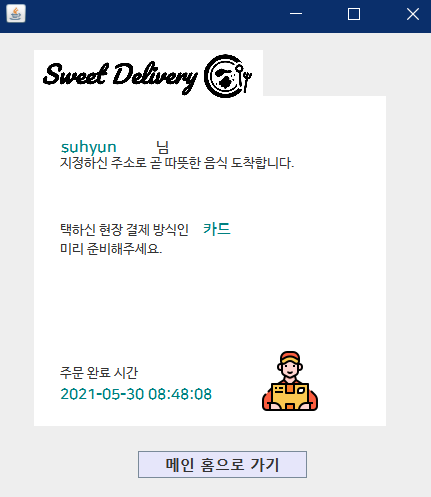 Sweet Delivery
suhyun 님
지정하신 주소로 곧 따뜻한 음식 도착합니다.
택하신 현장 결제 방식인 카드
미리 준비해주세요.
주문 완료 시간
2021-05-30 08:48:08
메인 홈으로 가기